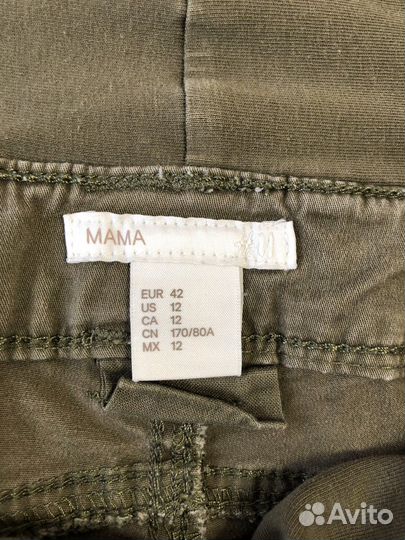 MAMA H&M
EUR 42
US 12
CA 12
CN 170/80A
MX 12
Avito